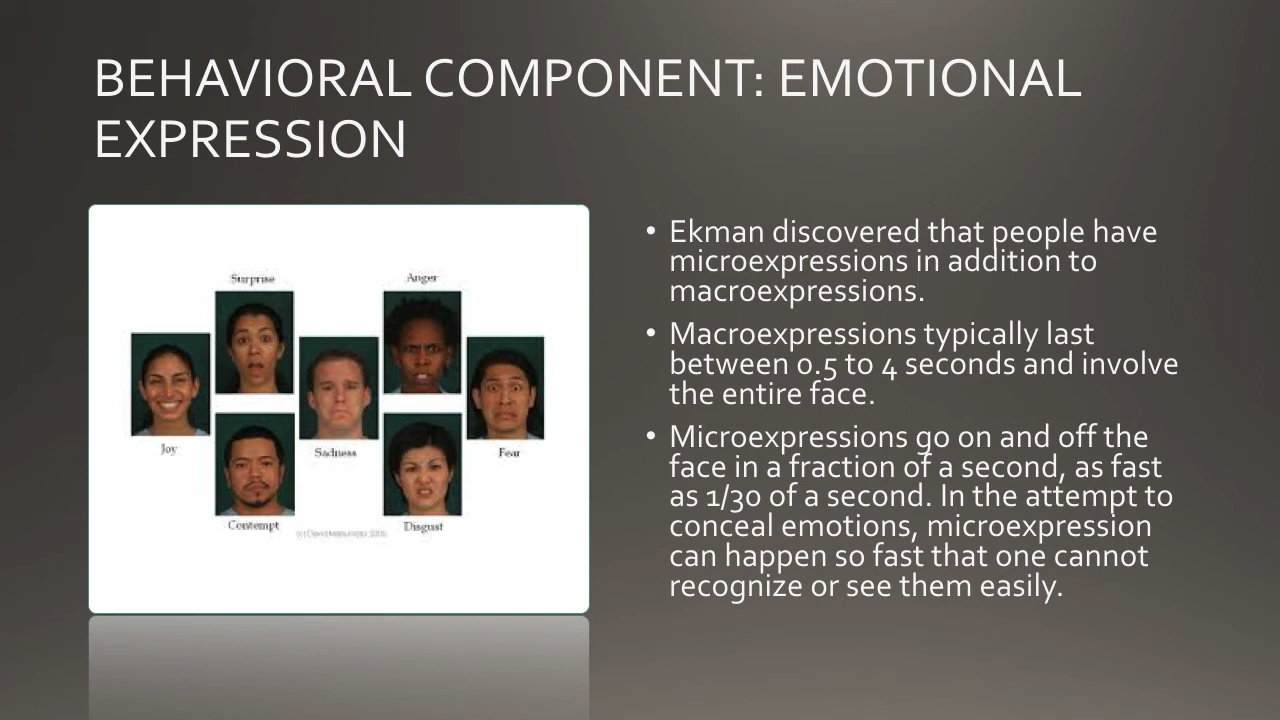 BEHAVIORAL COMPONENT: EMOTIONAL
EXPRESSION
Surprise
Anger
Joy
Sadness
Fear
Contempt
Disgust
• Ekman discovered that people have
microexpressions in addition to
macroexpressions.
• Macroexpressions typically last
between 0.5 to 4 seconds and involve
the entire face.
• Microexpressions go on and off the
face in a fraction of a second, as fast
as 1/30 of a second. In the attempt to
conceal emotions, microexpression
can happen so fast that one cannot
recognize or see them easily.